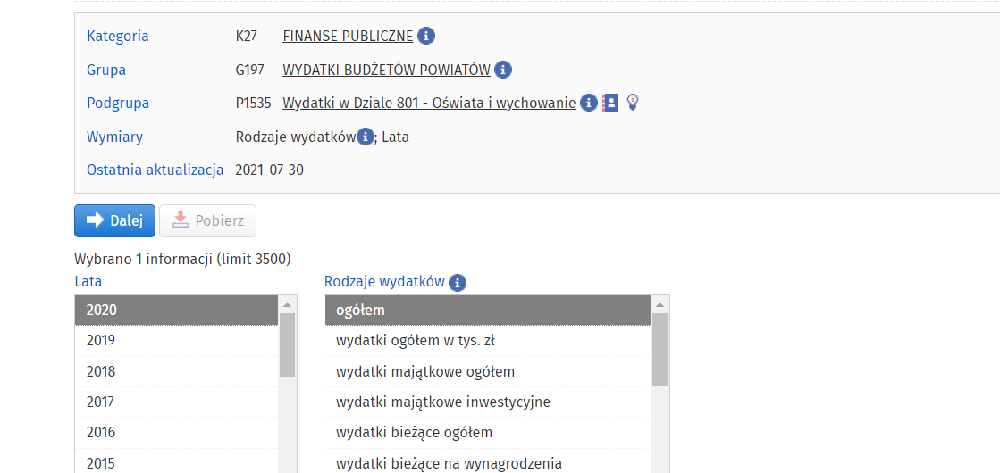 Kategoria K27 FINANSE PUBLICZNE
Grupa G197 WYDATKI BUDŻETÓW POWIATÓW
Podgrupa P1535 Wydatki w Dziale 801 - Oświata i wychowanie
Wymiary Rodzaje wydatków; Lata
Ostatnia aktualizacja 2021-07-30
Dalej Pobierz
Wybrano 1 informacji (limit 3500)
Lata Rodzaje wydatków
2020 ogółem
2019 wydatki ogółem w tys. zł
2018 wydatki majątkowe ogółem
2017 wydatki majątkowe inwestycyjne
2016 wydatki bieżące ogółem
2015 wydatki bieżące na wynagrodzenia